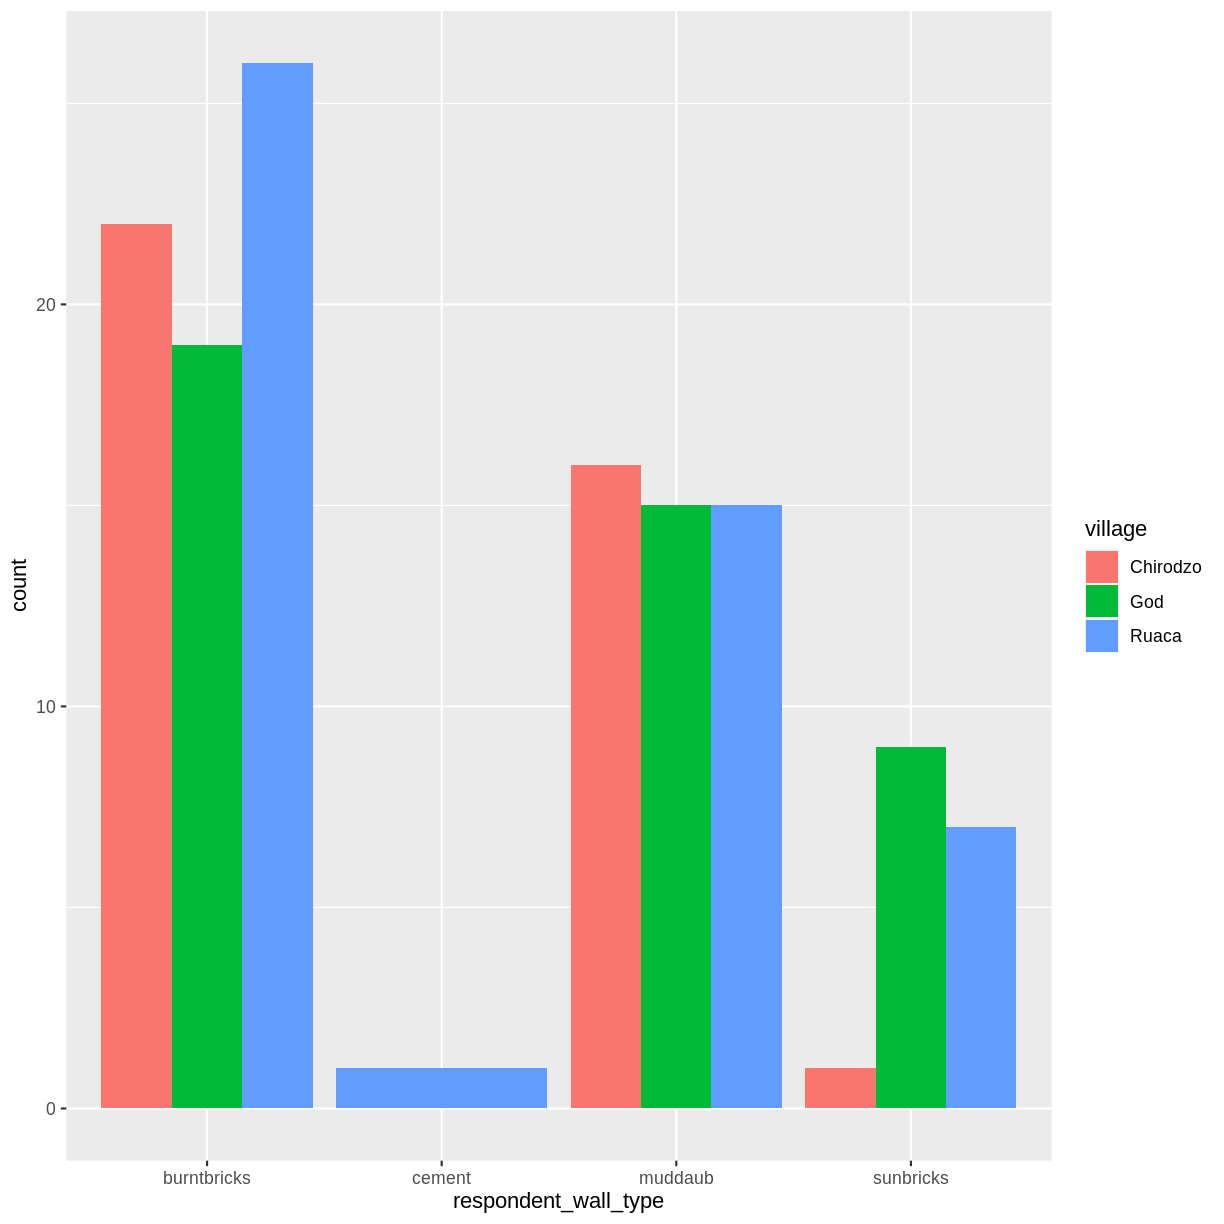 count
20
10
0
burntbricks cement muddaub sunbricks
respondent_wall_type
village
Chirodzo
God
Ruaca